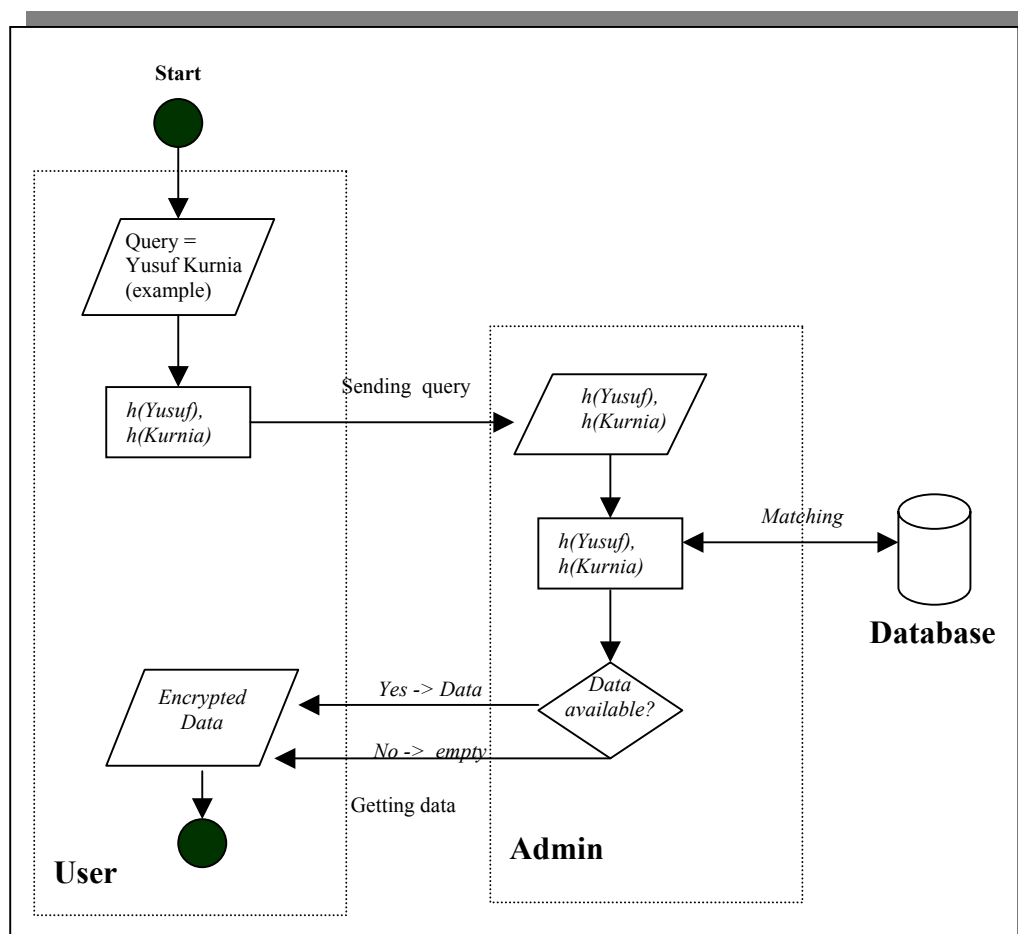 Start
Query =
Yusuf Kurnia
(example)
h(Yusuf),
h(Kurnia)
Sending query
h(Yusuf),
h(Kurnia)
h(Yusuf),
h(Kurnia)
Matching
Database
Data
available?
Yes -> Data
No -> empty
Encrypted
Data
Getting data
Admin
User